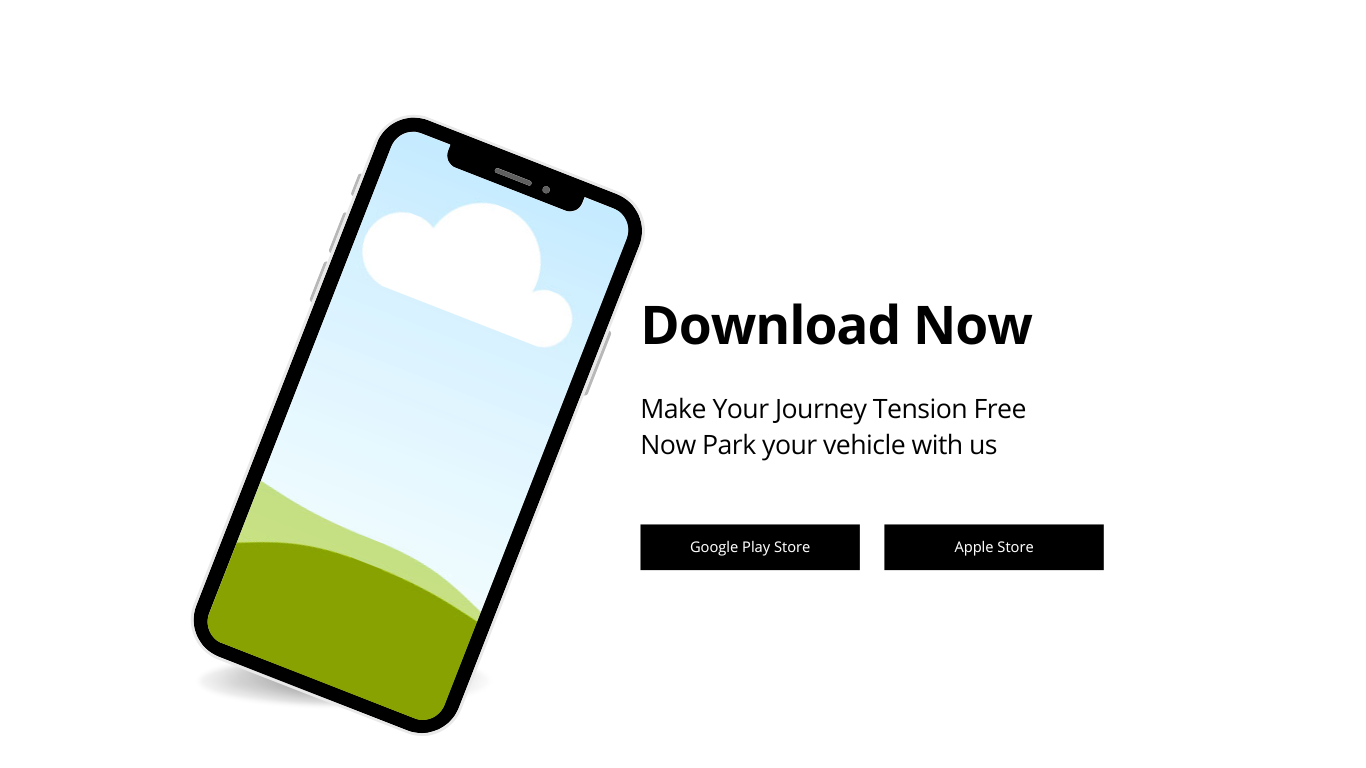 Download Now
Make Your Journey Tension Free
Now Park your vehicle with us
Google Play Store
Apple Store